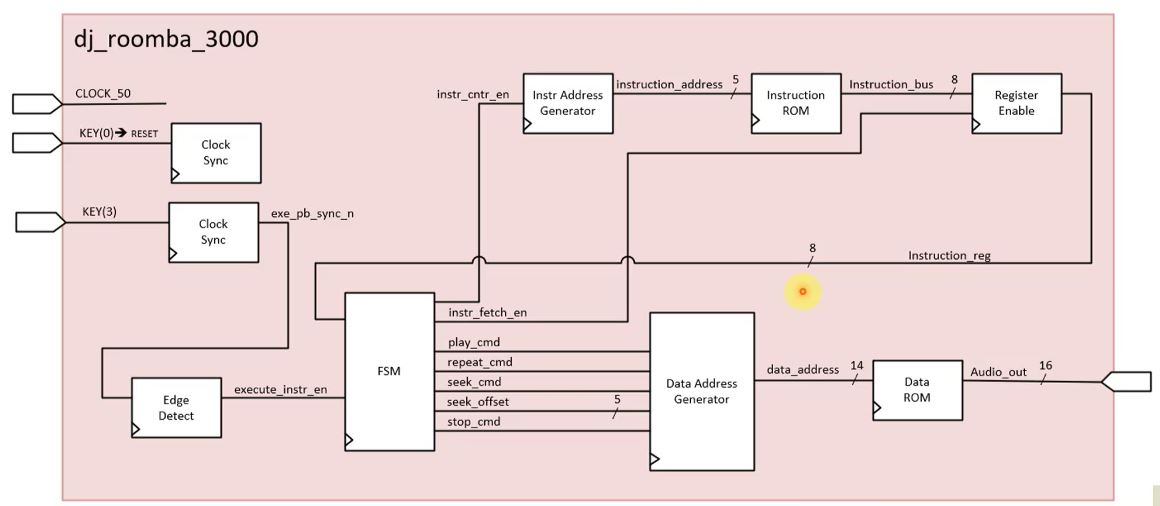 dj_roomba_3000
CLOCK_50
KEY(0)➔ RESET
Clock
Sync
KEY(3)
Clock
Sync
exe_pb_sync_n
Edge
Detect
execute_instr_en
FSM
instr_cntr_en
Instr Address
Generator
instruction_address
5
Instruction
ROM
Instruction_bus
8
Register
Enable
8
Instruction_reg
instr_fetch_en
play_cmd
repeat_cmd
seek_cmd
seek_offset
5
stop_cmd
Data Address
Generator
data_address
14
Data
ROM
Audio_out
16